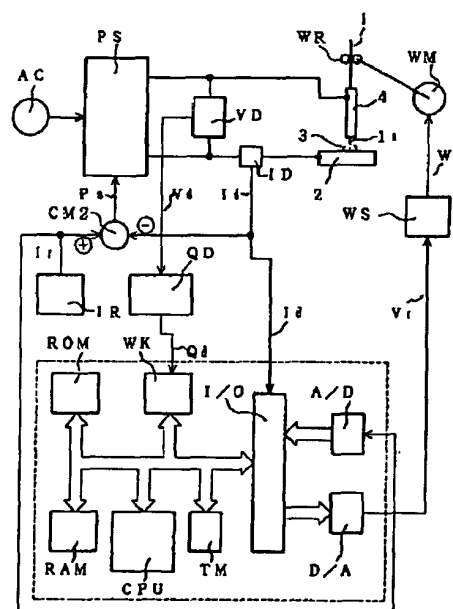 PS
1
WR
WM
AC
4
VD
3
1a
ID
2
W
Ps
Vd
Id
WS
CM2
−
+
Ir
QD
Vr
IR
Id
Qd
ROM
WK
I/O
A/D
RAM
CPU
TM
D/A